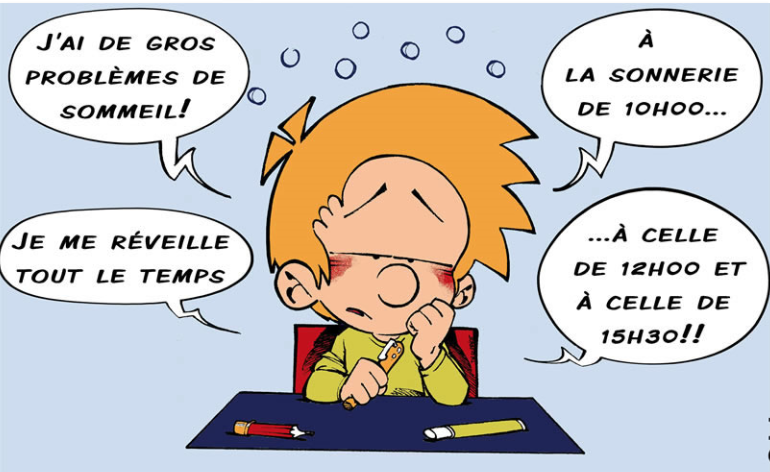 J'AI DE GROS
PROBLÈMES DE
SOMMEIL!
JE ME RÉVEILLE
TOUT LE TEMPS
À
LA SONNERIE
DE 10H00...
...À CELLE
DE 12H00 ET
À CELLE DE
15H30!!